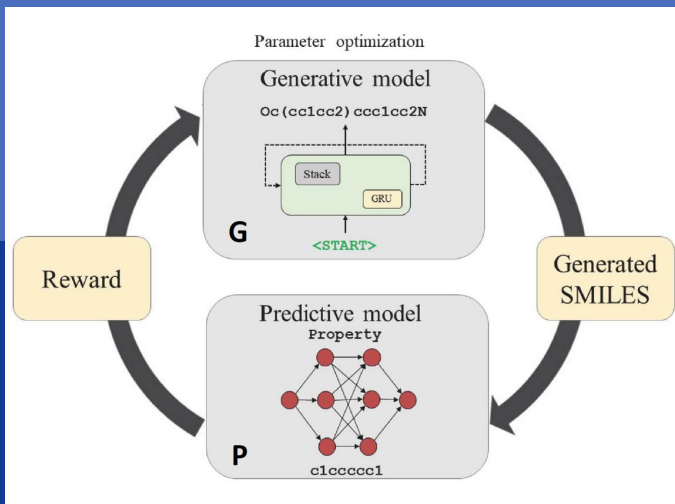 Parameter optimization
Generative model
Oc(cc1cc2)ccc1cc2N
Stack
GRU
G
<START>
Reward
Generated
SMILES
Predictive model
Property
P
c1ccccc1